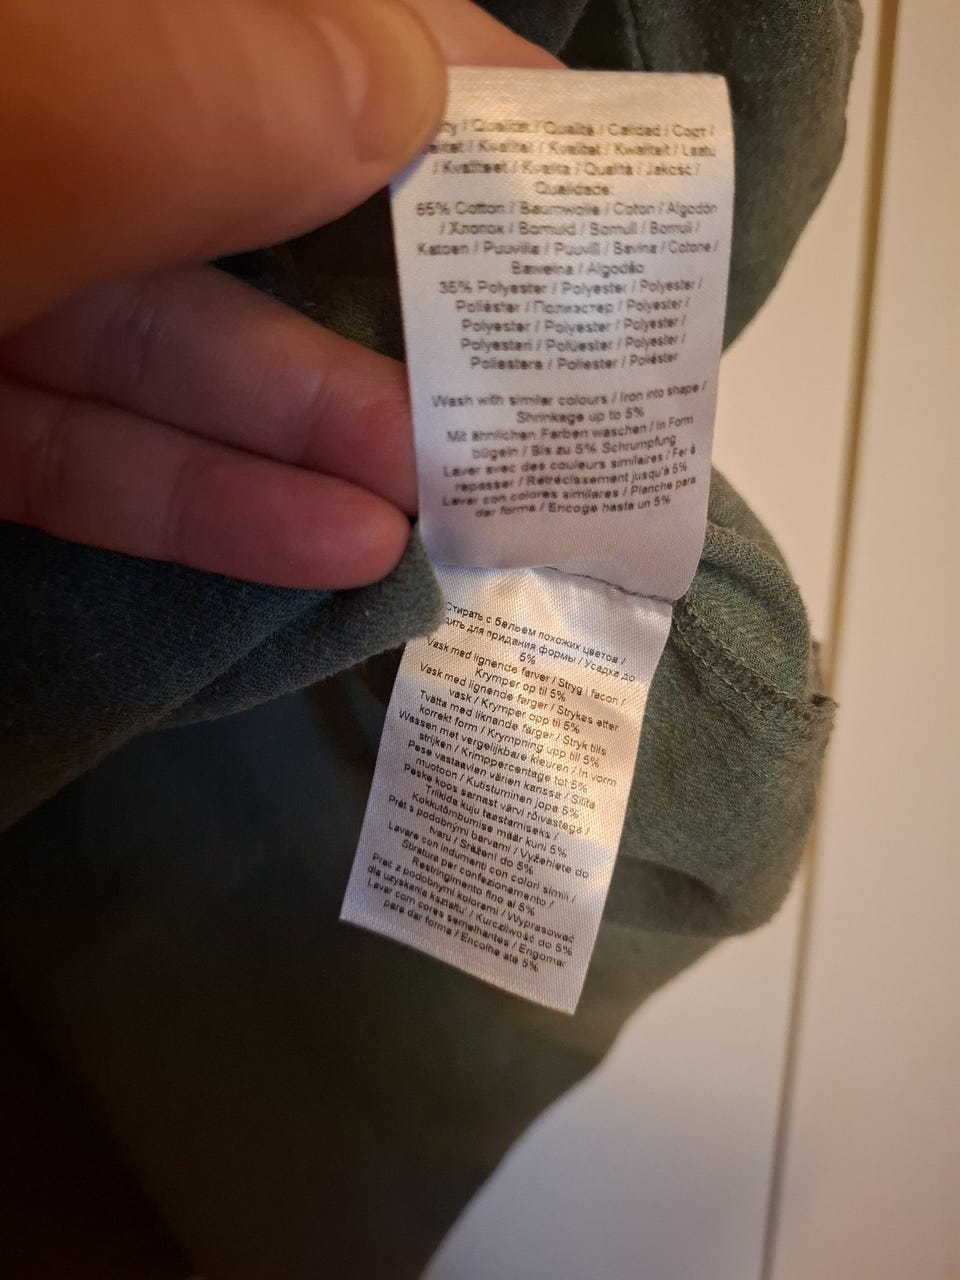 ty / Qualität / Qualité / Calidad / Сорт /
/ Kvalitet / Kvalitet / Kwaliteit / Laatu
/ Kvaliteet / Kvalita / Qualità / Jakość /
Qualidade:
65% Cotton / Baumwolle / Coton / Algodón
/ Хлопок / Bomuld / Bomull / Bomull /
Katoen / Puuvilla / Puuvill / Bavlna / Cotone /
Bawełna / Algodão
35% Polyester / Polyester / Polyester /
Poliéster / Полиэстер / Polyester /
Polyester / Polyester / Polyester /
Polyesteri / Polüester / Polyester /
Poliestere / Poliester / Poliéster
Wash with similar colours / Iron into shape /
Shrinkage up to 5%
Mit ähnlichen Farben waschen / In Form
bügeln / Bis zu 5% Schrumpfung
Laver avec des couleurs similaires / Fer à
repasser / Rétrécissement jusqu'à 5%
Lavar con colores similares / Planche para
dar forma / Encoge hasta un 5%
Стирать с бельем похожих цветов /
дить для придания формы / Усадка до
5%
Vask med lignende farver / Stryg i facon /
Krymper op til 5%
Vask med lignende farger / Strykes etter
vask / Krymper opp til 5%
Tvätta med liknande färger / Stryk tills
korrekt form / Krympning upp till 5%
Wassen met vergelijkbare kleuren / In vorm
strijken / Krimppercentage tot 5%
Pese vastaavien värien kanssa / Silitä
muotoon / Kutistuminen jopa 5%
Peske koos sarnast värvi rõivastega /
Triikida kuju taastamiseks /
Kokkutõmbumise määr kuni 5%
Prát s podobnými barvami / Vyžehlete do
tvaru / Sražení do 5%
Lavare con indumenti con colori simili /
Stiratura per confezionamento /
Restringimento fino al 5%
Prać z podobnymi kolorami / Wyprasować
dla uzyskania kształtu / Kurczliwość do 5%
Lavar com cores semelhantes / Engomar
para dar forma / Encolhe até 5%